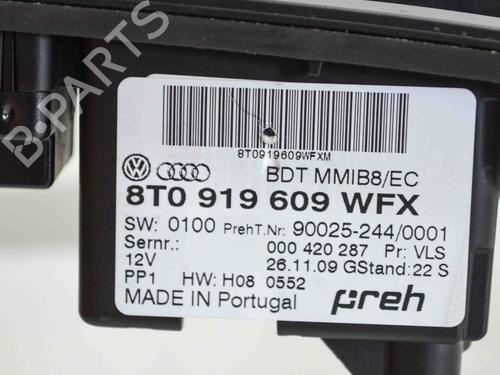 B-PARTS
8T0919609WFXM
BDT MMIB8/EC
8T0 919 609 WFX
SW: 0100 PrehT.Nr: 90025-244/0001
Sernr.: 000 420 287 Pr: VLS
12V 26.11.09 GStand: 22 S
PP1 HW: H08 0552
MADE IN Portugal preh